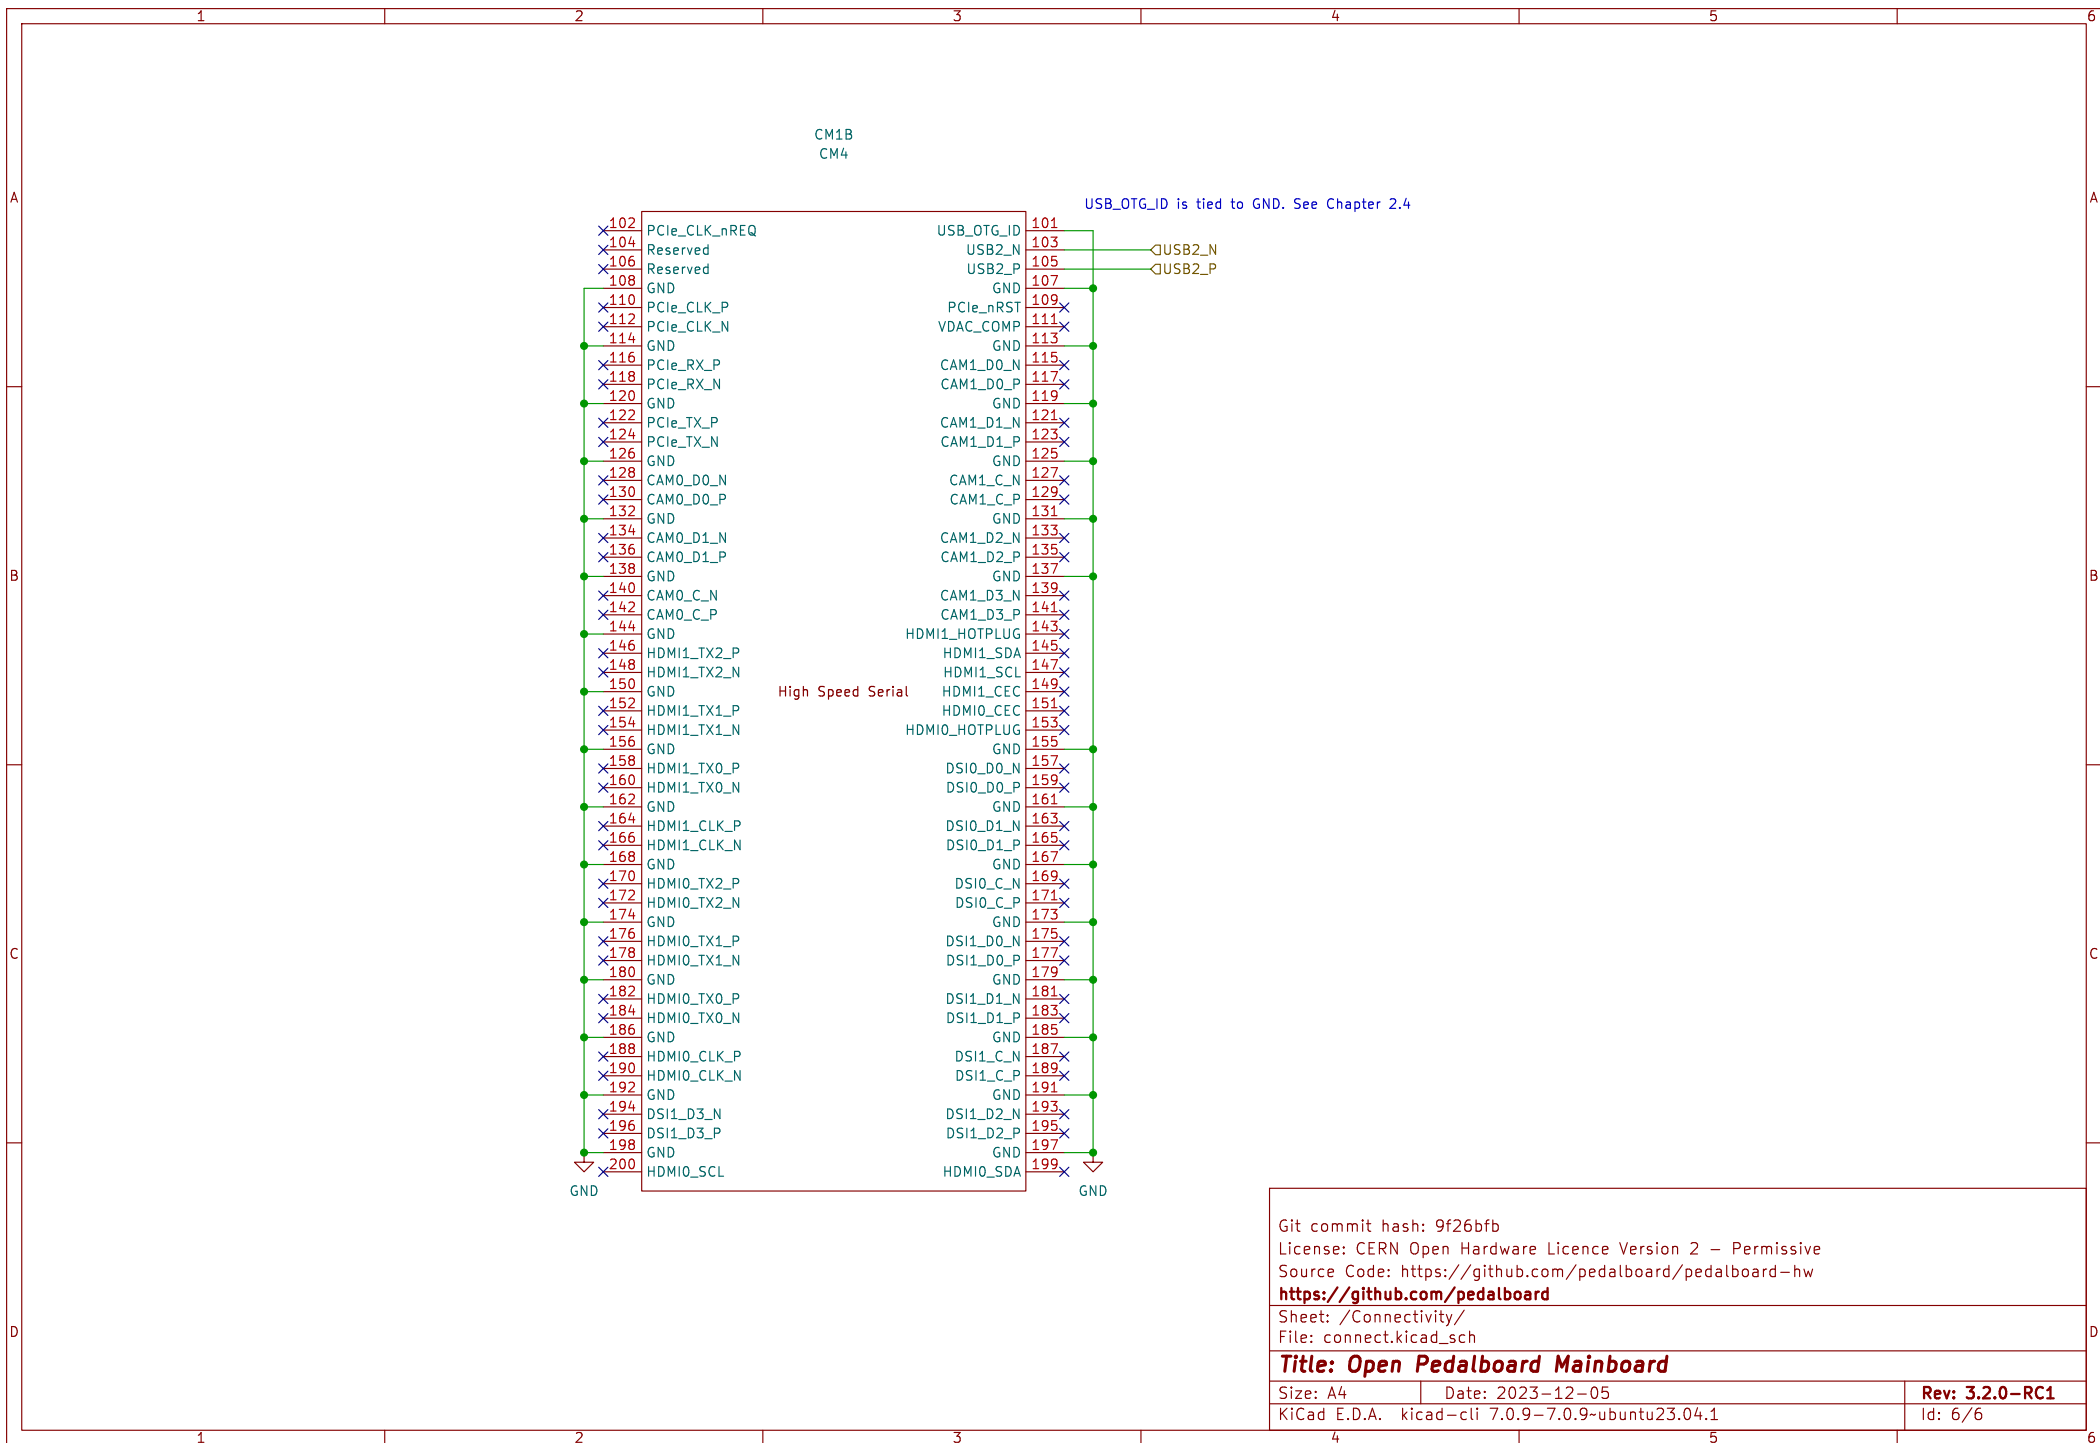 1 2 3 4 5 6
CM1B
CM4
A A
USB_OTG_ID is tied to GND. See Chapter 2.4
102 PCIe_CLK_nREQ USB_OTG_ID 101
104 Reserved USB2_N 103 USB2_N
106 Reserved USB2_P 105 USB2_P
108 GND GND 107
110 PCIe_CLK_P PCIe_nRST 109
112 PCIe_CLK_N VDAC_COMP 111
114 GND GND 113
116 PCIe_RX_P CAM1_D0_N 115
118 PCIe_RX_N CAM1_D0_P 117
120 GND GND 119
122 PCIe_TX_P CAM1_D1_N 121
124 PCIe_TX_N CAM1_D1_P 123
126 GND GND 125
128 CAM0_D0_N CAM1_C_N 127
130 CAM0_D0_P CAM1_C_P 129
132 GND GND 131
134 CAM0_D1_N CAM1_D2_N 133
136 CAM0_D1_P CAM1_D2_P 135
B 138 GND GND 137 B
140 CAM0_C_N CAM1_D3_N 139
142 CAM0_C_P CAM1_D3_P 141
144 GND HDMI1_HOTPLUG 143
146 HDMI1_TX2_P HDMI1_SDA 145
148 HDMI1_TX2_N HDMI1_SCL 147
150 GND High Speed Serial HDMI1_CEC 149
152 HDMI1_TX1_P HDMI0_CEC 151
154 HDMI1_TX1_N HDMI0_HOTPLUG 153
156 GND GND 155
158 HDMI1_TX0_P DSI0_D0_N 157
160 HDMI1_TX0_N DSI0_D0_P 159
162 GND GND 161
164 HDMI1_CLK_P DSI0_D1_N 163
166 HDMI1_CLK_N DSI0_D1_P 165
168 GND GND 167
170 HDMI0_TX2_P DSI0_C_N 169
172 HDMI0_TX2_N DSI0_C_P 171
174 GND GND 173
176 HDMI0_TX1_P DSI1_D0_N 175
C 178 HDMI0_TX1_N DSI1_D0_P 177 C
180 GND GND 179
182 HDMI0_TX0_P DSI1_D1_N 181
184 HDMI0_TX0_N DSI1_D1_P 183
186 GND GND 185
188 HDMI0_CLK_P DSI1_C_N 187
190 HDMI0_CLK_N DSI1_C_P 189
192 GND GND 191
194 DSI1_D3_N DSI1_D2_N 193
196 DSI1_D3_P DSI1_D2_P 195
198 GND GND 197
200 HDMI0_SCL HDMI0_SDA 199
GND GND
Git commit hash: 9f26bfb
License: CERN Open Hardware Licence Version 2 - Permissive
Source Code: https://github.com/pedalboard/pedalboard-hw
https://github.com/pedalboard
Sheet: /Connectivity/
D D
File: connect.kicad_sch
Title: Open Pedalboard Mainboard
Size: A4 Date: 2023-12-05 Rev: 3.2.0-RC1
KiCad E.D.A. kicad-cli 7.0.9-7.0.9~ubuntu23.04.1 Id: 6/6
1 2 3 4 5 6